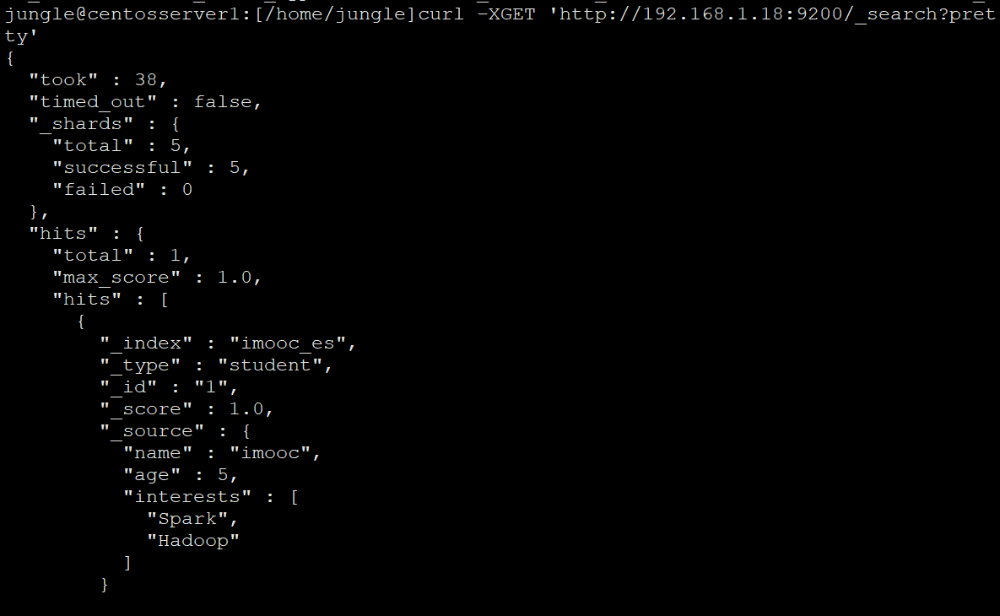 jungle@centosserver1:[/home/jungle]curl -XGET 'http://192.168.1.18:9200/_search?pret
ty'
{
  "took" : 38,
  "timed_out" : false,
  "_shards" : {
    "total" : 5,
    "successful" : 5,
    "failed" : 0
  },
  "hits" : {
    "total" : 1,
    "max_score" : 1.0,
    "hits" : [
      {
        "_index" : "imooc_es",
        "_type" : "student",
        "_id" : "1",
        "_score" : 1.0,
        "_source" : {
          "name" : "imooc",
          "age" : 5,
          "interests" : [
            "Spark",
            "Hadoop"
          ]
        }